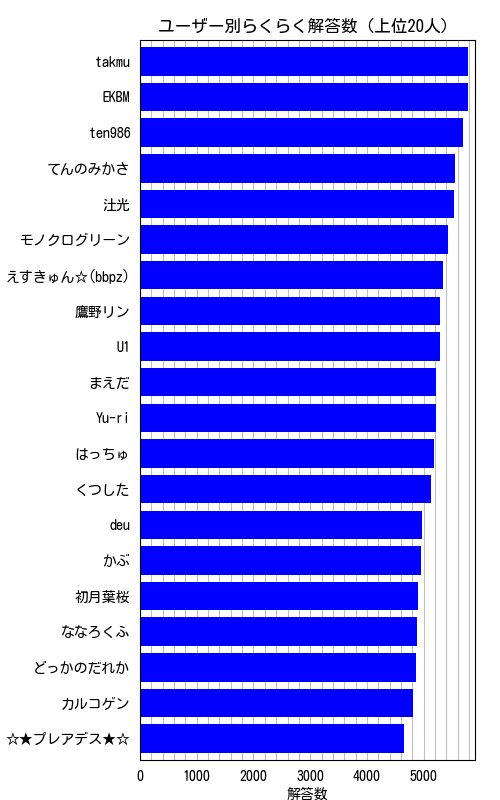 ユーザー別らくらく解答数（上位20人）
takmu
EKBM
ten986
てんのみかさ
汢光
モノクログリーン
えすきゅん☆(bbpz)
鷹野リン
U1
まえだ
Yu-ri
はっちゅ
くつした
deu
かぶ
初月葉桜
ななろくふ
どっかのだれか
カルコゲン
☆★プレアデス★☆
0 1000 2000 3000 4000 5000
解答数